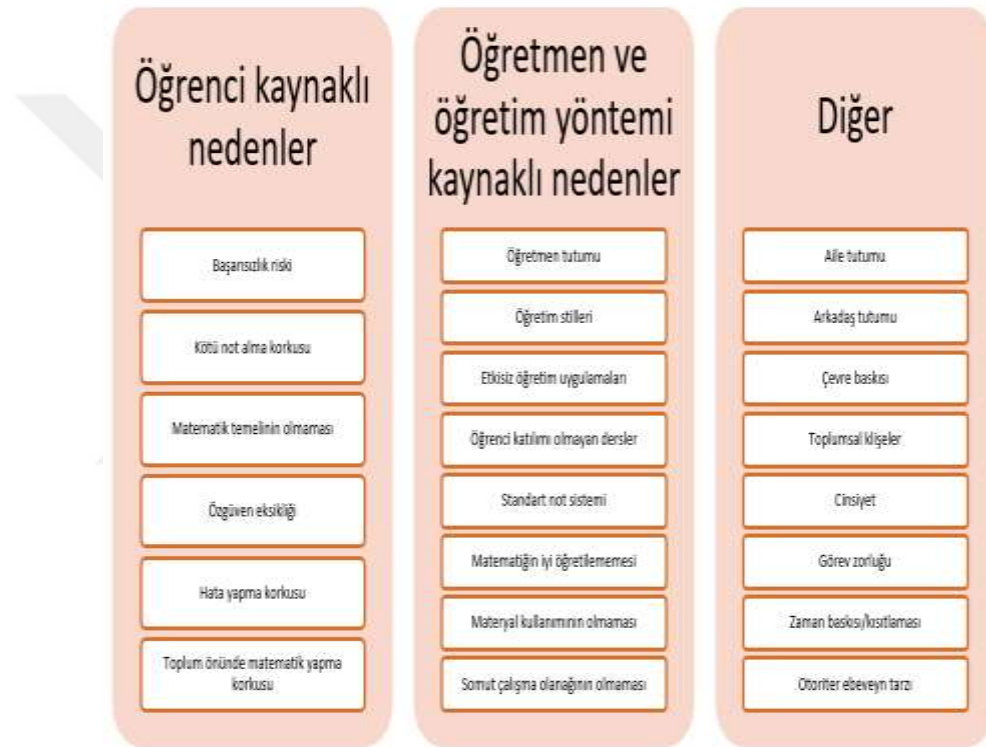 Öğrenci kaynaklı
nedenler
Başarısızlık riski
Kötü not alma korkusu
Matematik temelinin olmaması
Özgüven eksikliği
Hata yapma korkusu
Toplum önünde matematik yapma
korkusu
Öğretmen ve
öğretim yöntemi
kaynaklı nedenler
Öğretmen tutumu
Öğretim stilleri
Etkisiz öğretim uygulamaları
Öğrenci katılımı olmayan dersler
Standart not sistemi
Matematiğin iyi öğretilememesi
Materyal kullanımının olmaması
Somut çalışma olanağının olmaması
Diğer
Aile tutumu
Arkadaş tutumu
Çevre baskısı
Toplumsal klişeler
Cinsiyet
Görev zorluğu
Zaman baskısı/kısıtlaması
Otoriter ebeveyn tarzı